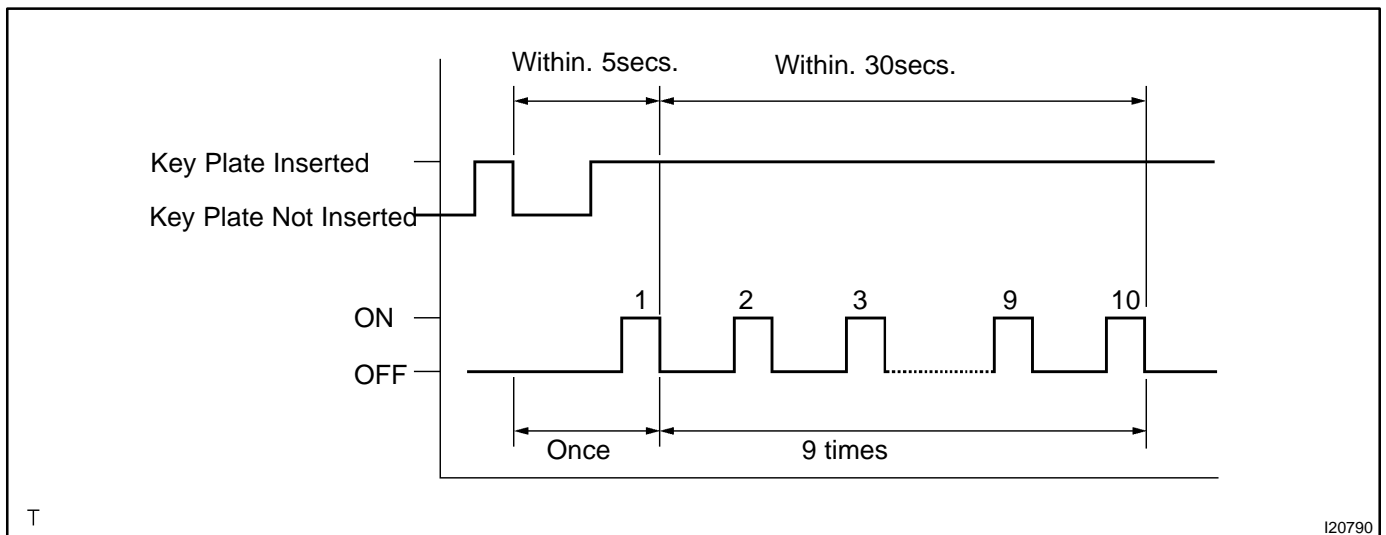 Within. 5secs.
Within. 30secs.
Key Plate Inserted
Key Plate Not Inserted
1 2 3 9 10
ON
OFF
Once
9 times
T
I20790